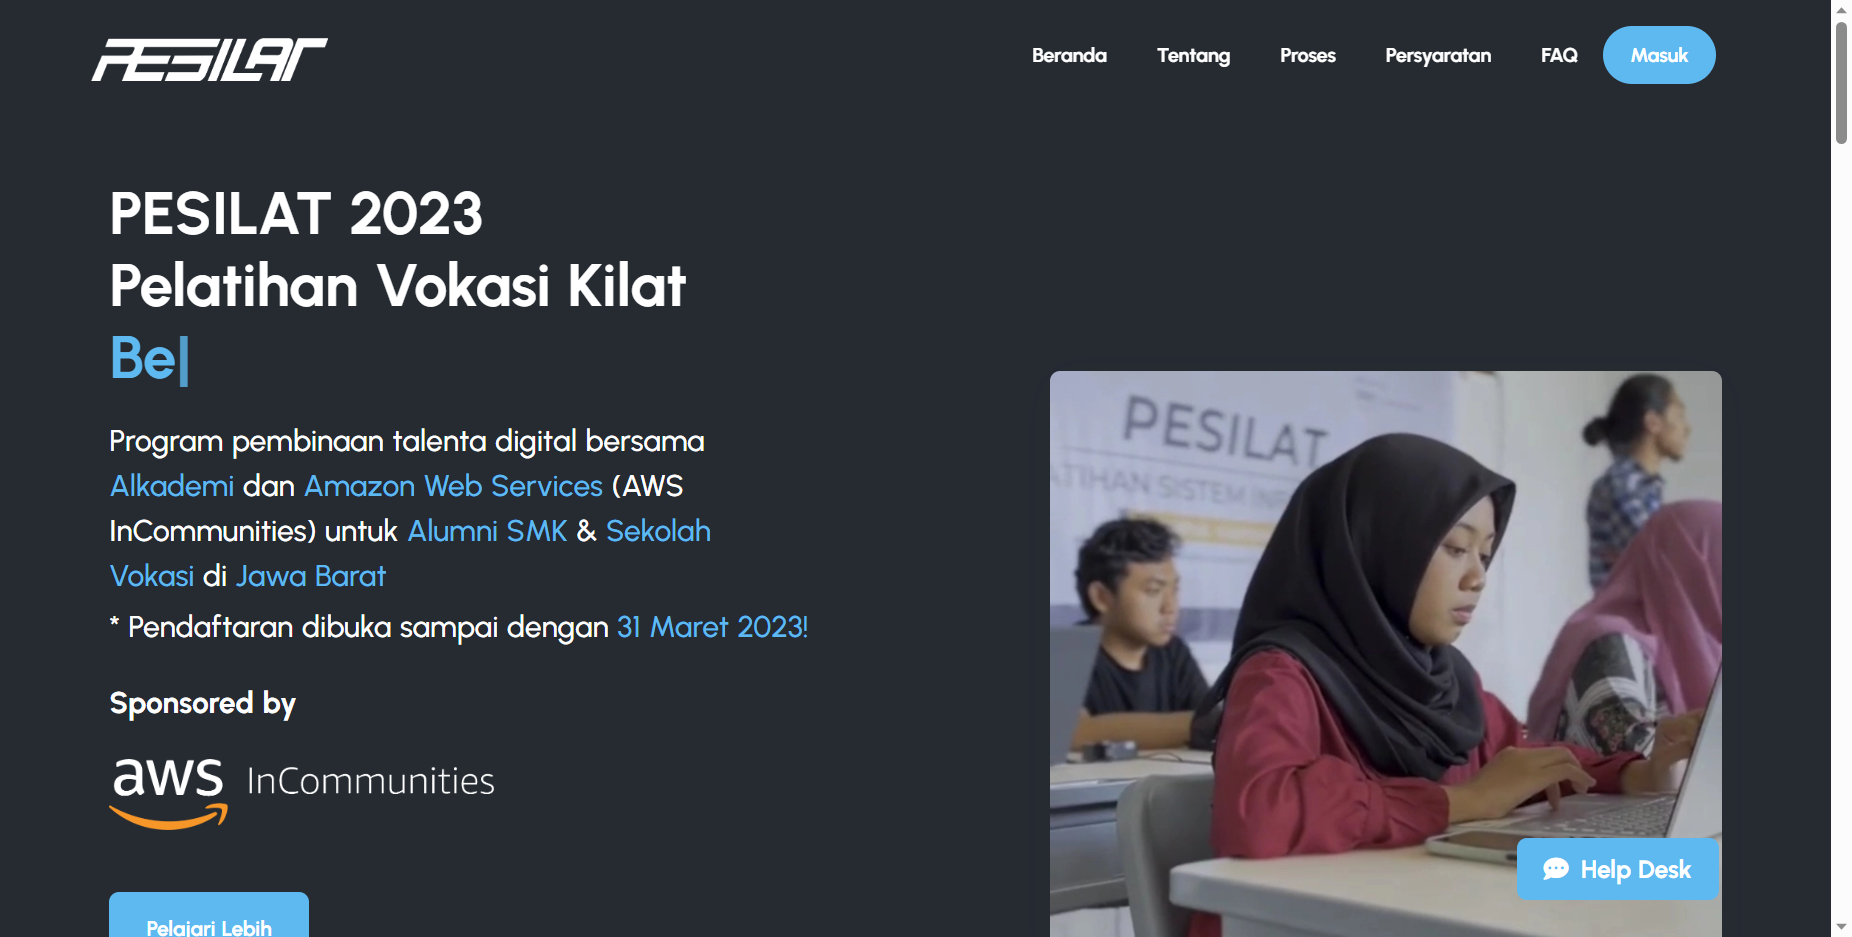 PESILAT
Beranda
Tentang
Proses
Persyaratan
FAQ
Masuk
PESILAT 2023
Pelatihan Vokasi Kilat
Be|
Program pembinaan talenta digital bersama
Alkademi dan Amazon Web Services (AWS
InCommunities) untuk Alumni SMK & Sekolah
Vokasi di Jawa Barat
* Pendaftaran dibuka sampai dengan 31 Maret 2023!
Sponsored by
aws InCommunities
Pelajari Lebih
PESILAT
ATIHAN SISTEM
Help Desk